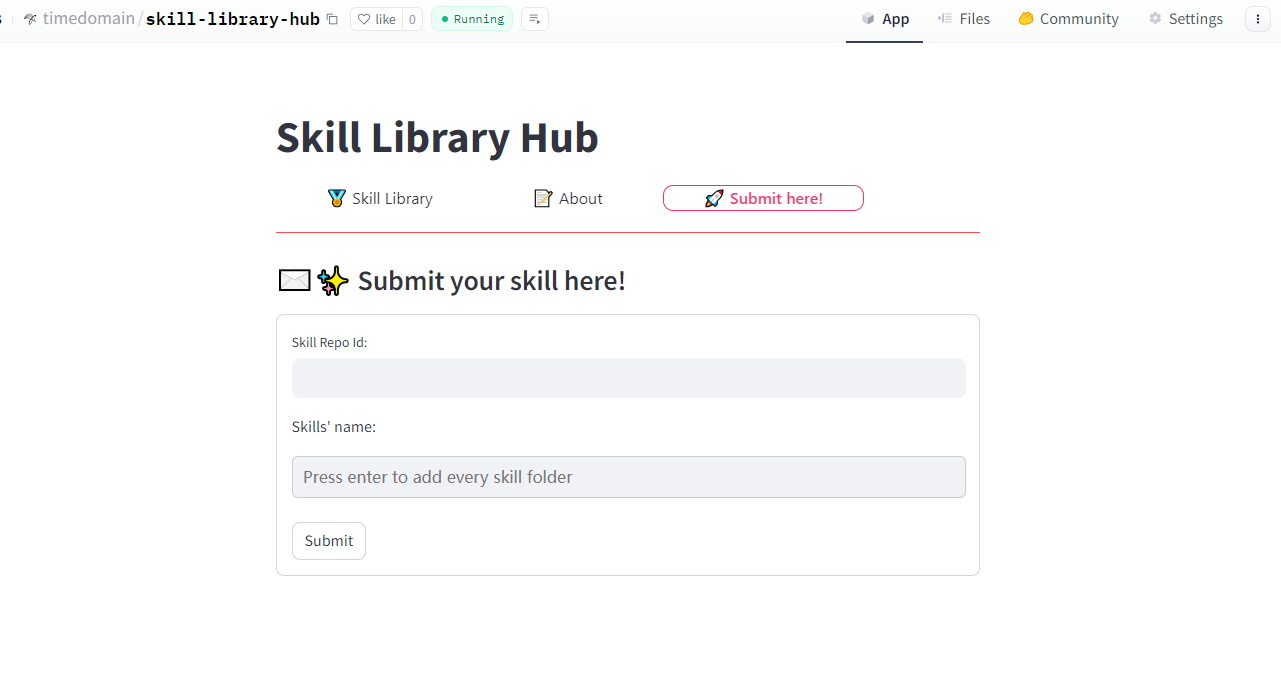 timedomain/skill-library-hub like 0 Running App Files Community Settings
Skill Library Hub
Skill Library About Submit here!
Submit your skill here!
Skill Repo Id:
Skills' name:
Press enter to add every skill folder
Submit